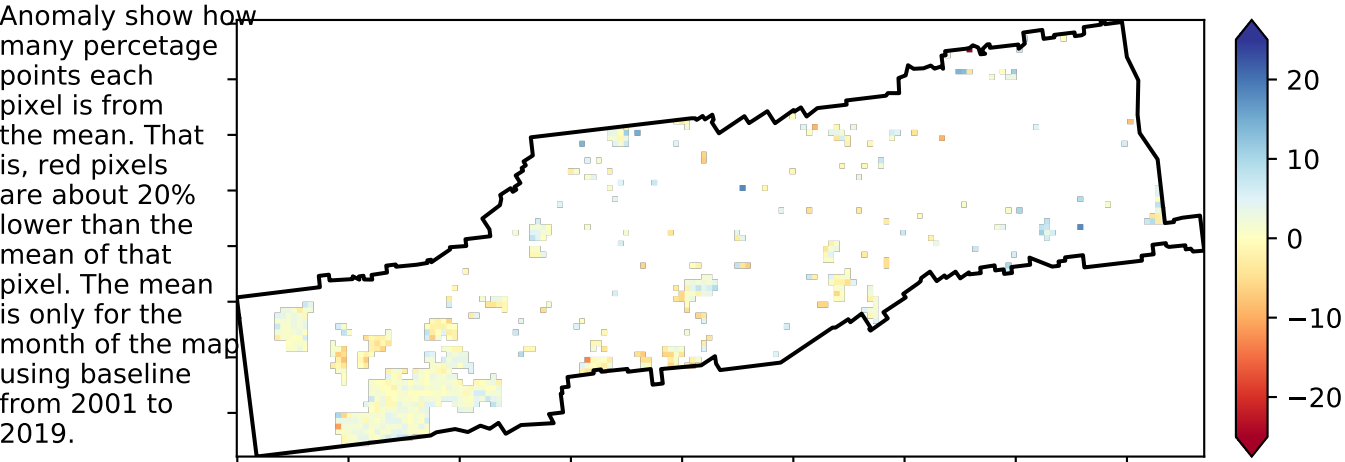 Anomaly show how
many percetage
points each
pixel is from
the mean. That
is, red pixels
are about 20%
lower than the
mean of that
pixel. The mean
is only for the
month of the map
using baseline
from 2001 to
2019.
20
10
0
−10
−20